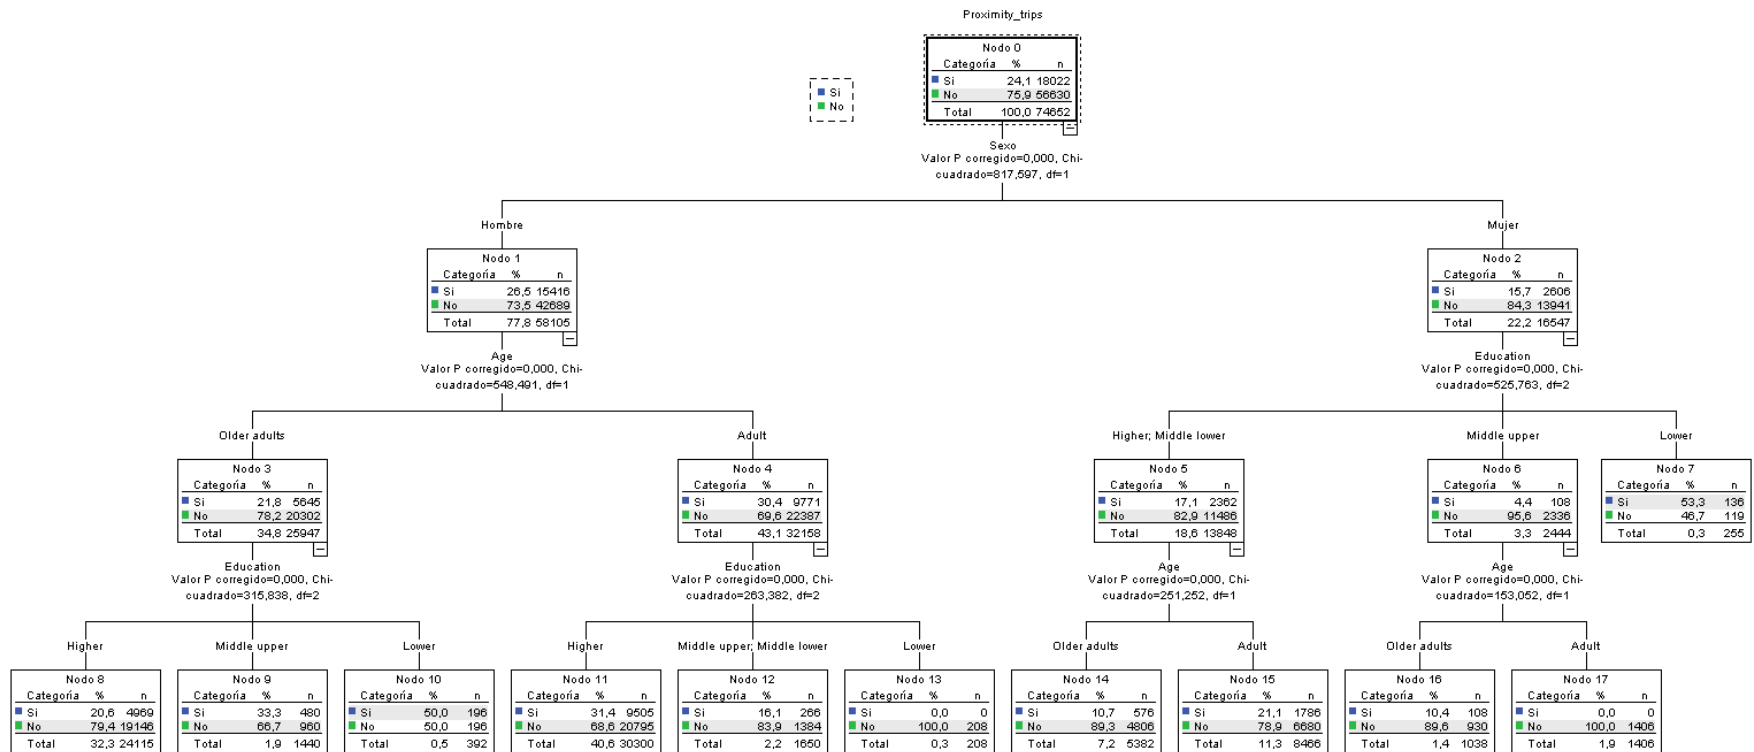 Proximity_trips
Nodo 0
Categoría % n
Si 24,1 18022
No 75,9 56630
Total 100,0 74652
Si
No
Sexo
Valor P corregido=0,000, Chi-
cuadrado=817,597, df=1
Hombre
Nodo 1
Categoría % n
Si 26,5 15416
No 73,5 42689
Total 77,8 58105
Mujer
Nodo 2
Categoría % n
Si 15,7 2606
No 84,3 13941
Total 22,2 16547
Age
Valor P corregido=0,000, Chi-
cuadrado=548,491, df=1
Education
Valor P corregido=0,000, Chi-
cuadrado=525,763, df=2
Older adults
Nodo 3
Categoría % n
Si 21,8 5645
No 78,2 20302
Total 34,8 25947
Adult
Nodo 4
Categoría % n
Si 30,4 9771
No 69,6 22387
Total 43,1 32158
Higher; Middle lower
Nodo 5
Categoría % n
Si 17,1 2362
No 82,9 11486
Total 18,6 13848
Middle upper
Nodo 6
Categoría % n
Si 4,4 108
No 95,6 2336
Total 3,3 2444
Lower
Nodo 7
Categoría % n
Si 53,3 136
No 46,7 119
Total 0,3 255
Education
Valor P corregido=0,000, Chi-
cuadrado=315,838, df=2
Education
Valor P corregido=0,000, Chi-
cuadrado=263,382, df=2
Age
Valor P corregido=0,000, Chi-
cuadrado=251,252, df=1
Age
Valor P corregido=0,000, Chi-
cuadrado=153,052, df=1
Higher
Nodo 8
Categoría % n
Si 20,6 4969
No 79,4 19146
Total 32,3 24115
Middle upper
Nodo 9
Categoría % n
Si 33,3 480
No 66,7 960
Total 1,9 1440
Lower
Nodo 10
Categoría % n
Si 50,0 196
No 50,0 196
Total 0,5 392
Higher
Nodo 11
Categoría % n
Si 31,4 9505
No 68,6 20795
Total 40,6 30300
Middle upper; Middle lower
Nodo 12
Categoría % n
Si 16,1 266
No 83,9 1384
Total 2,2 1650
Lower
Nodo 13
Categoría % n
Si 0,0 0
No 100,0 208
Total 0,3 208
Older adults
Nodo 14
Categoría % n
Si 10,7 576
No 89,3 4806
Total 7,2 5382
Adult
Nodo 15
Categoría % n
Si 21,1 1786
No 78,9 6680
Total 11,3 8466
Older adults
Nodo 16
Categoría % n
Si 10,4 108
No 89,6 930
Total 1,4 1038
Adult
Nodo 17
Categoría % n
Si 0,0 0
No 100,0 1406
Total 1,9 1406